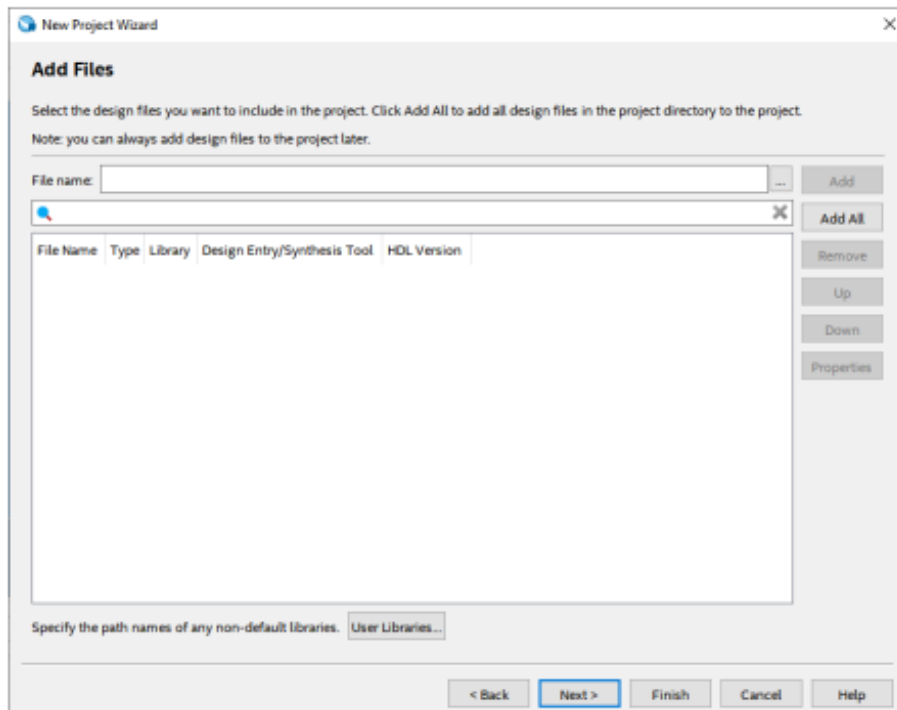 New Project Wizard
Add Files
Select the design files you want to include in the project. Click Add All to add all design files in the project directory to the project.
Note: you can always add design files to the project later.
File name: ... Add
Add All
File Name Type Library Design Entry/Synthesis Tool HDL Version
Remove
Up
Down
Properties
Specify the path names of any non-default libraries. User Libraries...
< Back Next > Finish Cancel Help